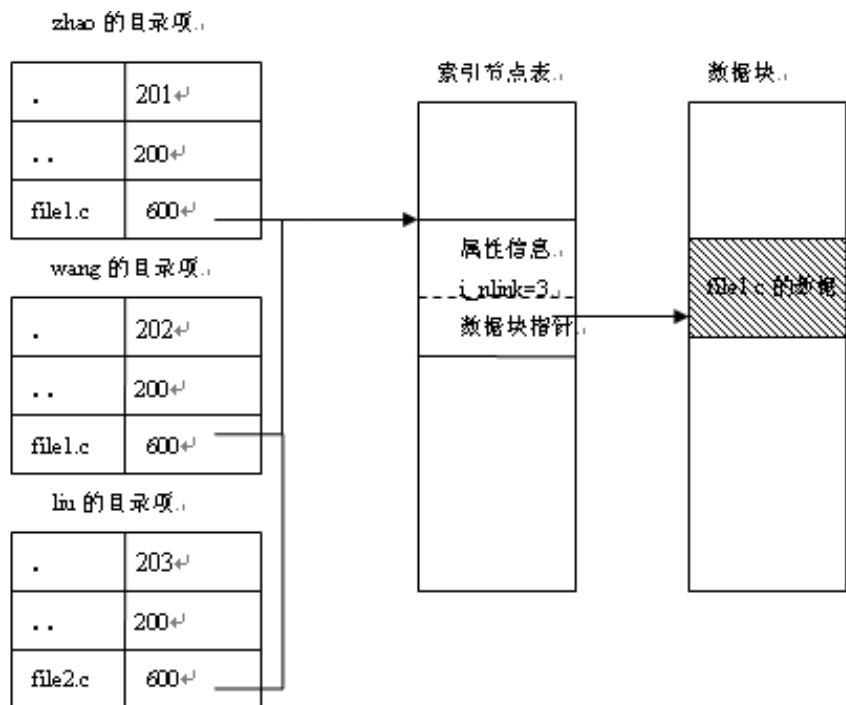 zhao 的目录项
. 201
.. 200
file1.c 600
wang 的目录项
. 202
.. 200
file1.c 600
liu 的目录项
. 203
.. 200
file2.c 600
索引节点表
属性信息
i_nlink=3
数据块指针
数据块
file1.c 的数据